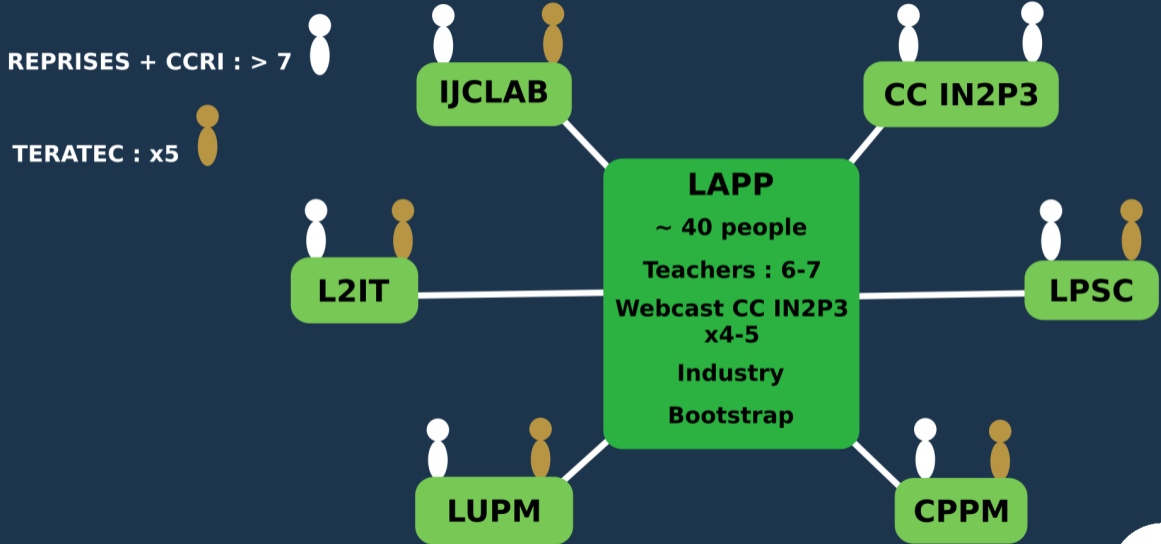 REPRISES + CCRI : > 7
TERATEC : x5
IJCLAB
CC IN2P3
L2IT
LAPP
~ 40 people
Teachers : 6-7
Webcast CC IN2P3
x4-5
Industry
Bootstrap
LPSC
LUPM
CPPM